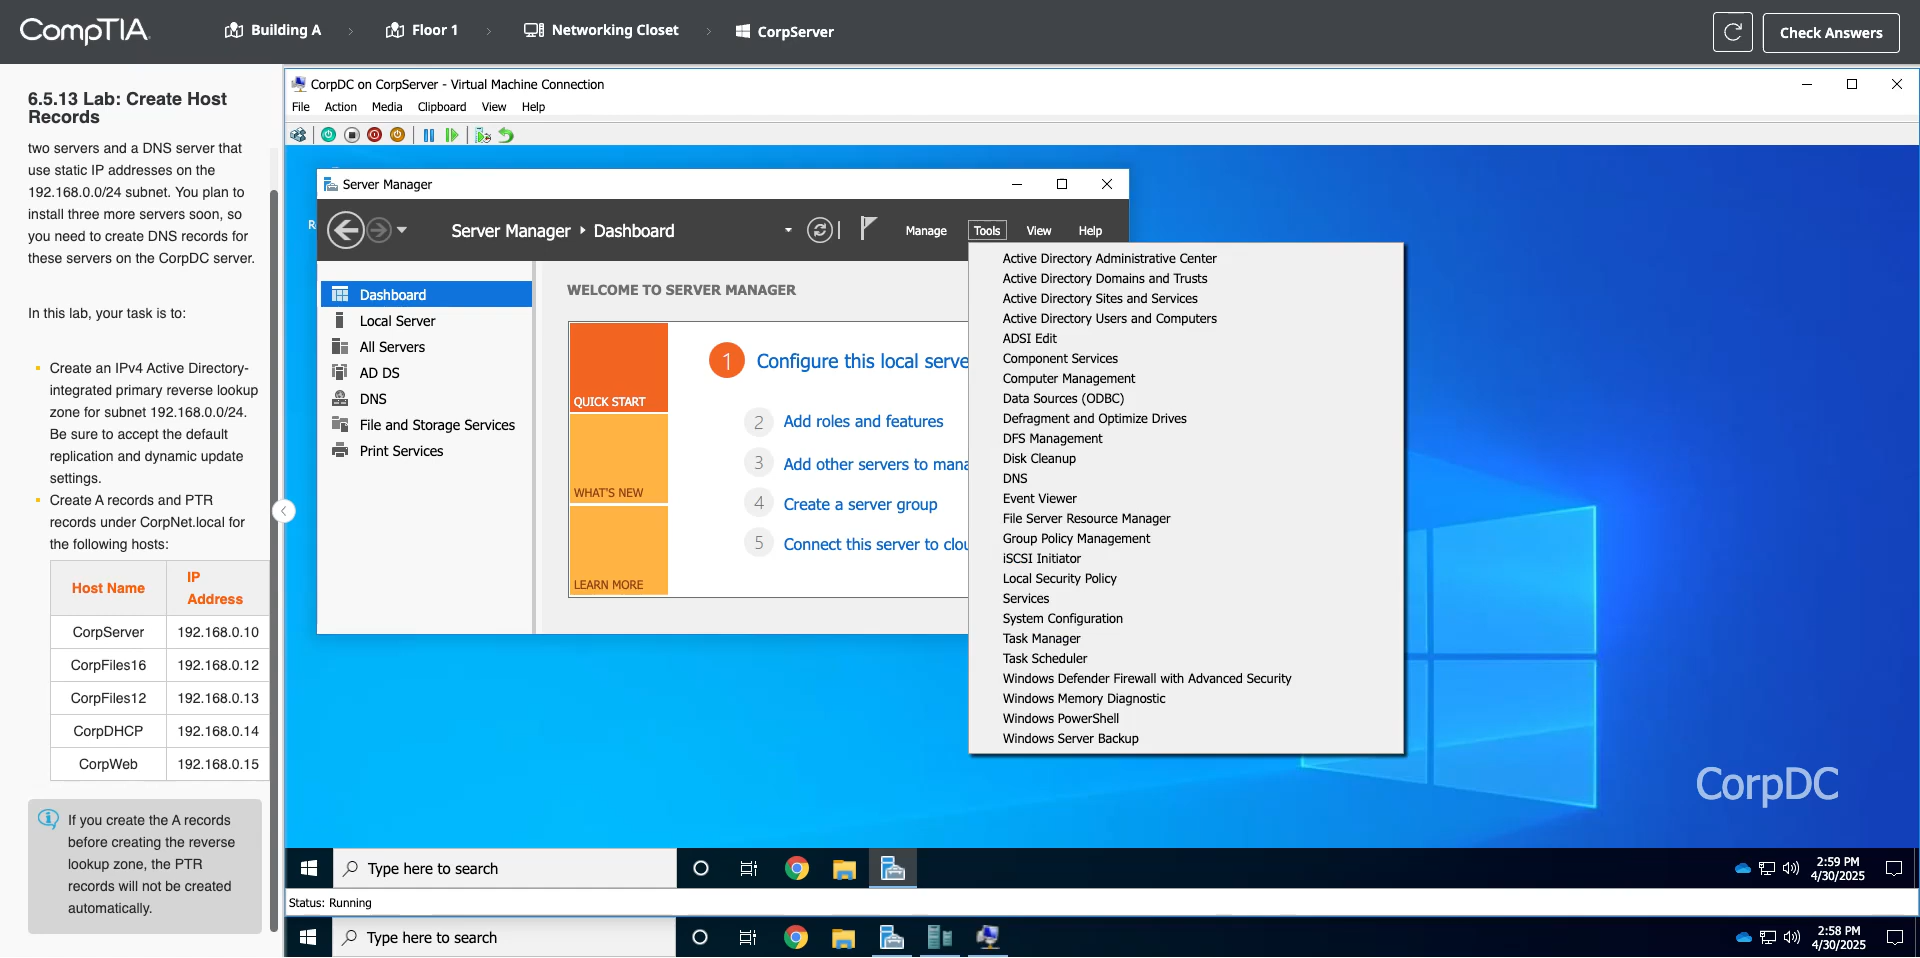 CompTIA
Building A
Floor 1
Networking Closet
CorpServer
Check Answers
6.5.13 Lab: Create Host
Records
two servers and a DNS server that
use static IP addresses on the
192.168.0.0/24 subnet. You plan to
install three more servers soon, so
you need to create DNS records for
these servers on the CorpDC server.
In this lab, your task is to:
Create an IPv4 Active Directory-
integrated primary reverse lookup
zone for subnet 192.168.0.0/24.
Be sure to accept the default
replication and dynamic update
settings.
Create A records and PTR
records under CorpNet.local for
the following hosts:
Host Name IP Address
CorpServer 192.168.0.10
CorpFiles16 192.168.0.12
CorpFiles12 192.168.0.13
CorpDHCP 192.168.0.14
CorpWeb 192.168.0.15
If you create the A records
before creating the reverse
lookup zone, the PTR
records will not be created
automatically.
CorpDC on CorpServer - Virtual Machine Connection
File Action Media Clipboard View Help
Server Manager
Server Manager Dashboard
Manage Tools View Help
Dashboard
Local Server
All Servers
AD DS
DNS
File and Storage Services
Print Services
WELCOME TO SERVER MANAGER
QUICK START
WHAT'S NEW
LEARN MORE
1 Configure this local serve
2 Add roles and features
3 Add other servers to mana
4 Create a server group
5 Connect this server to clou
Active Directory Administrative Center
Active Directory Domains and Trusts
Active Directory Sites and Services
Active Directory Users and Computers
ADSI Edit
Component Services
Computer Management
Data Sources (ODBC)
Defragment and Optimize Drives
DFS Management
Disk Cleanup
DNS
Event Viewer
File Server Resource Manager
Group Policy Management
iSCSI Initiator
Local Security Policy
Services
System Configuration
Task Manager
Task Scheduler
Windows Defender Firewall with Advanced Security
Windows Memory Diagnostic
Windows PowerShell
Windows Server Backup
CorpDC
Type here to search
2:59 PM
4/30/2025
Status: Running
Type here to search
2:58 PM
4/30/2025